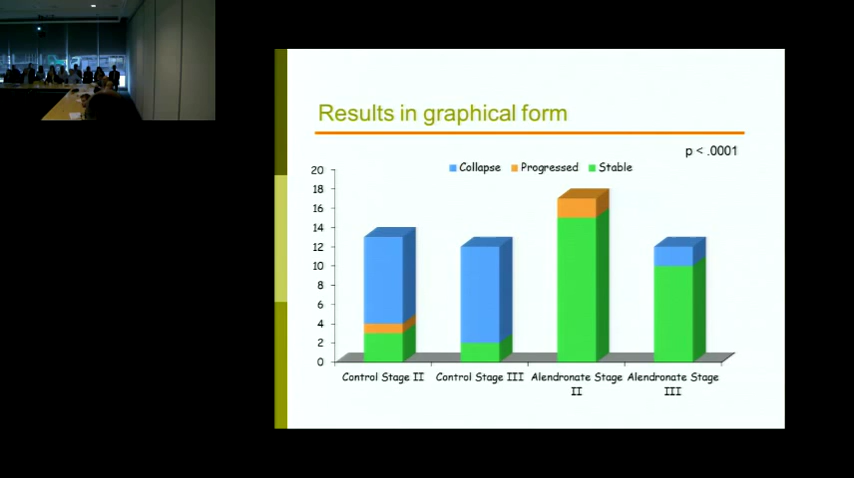 Results in graphical form
p < .0001
Collapse Progressed Stable
20
18
16
14
12
10
8
6
4
2
0
Control Stage II Control Stage III Alendronate Stage II Alendronate Stage III